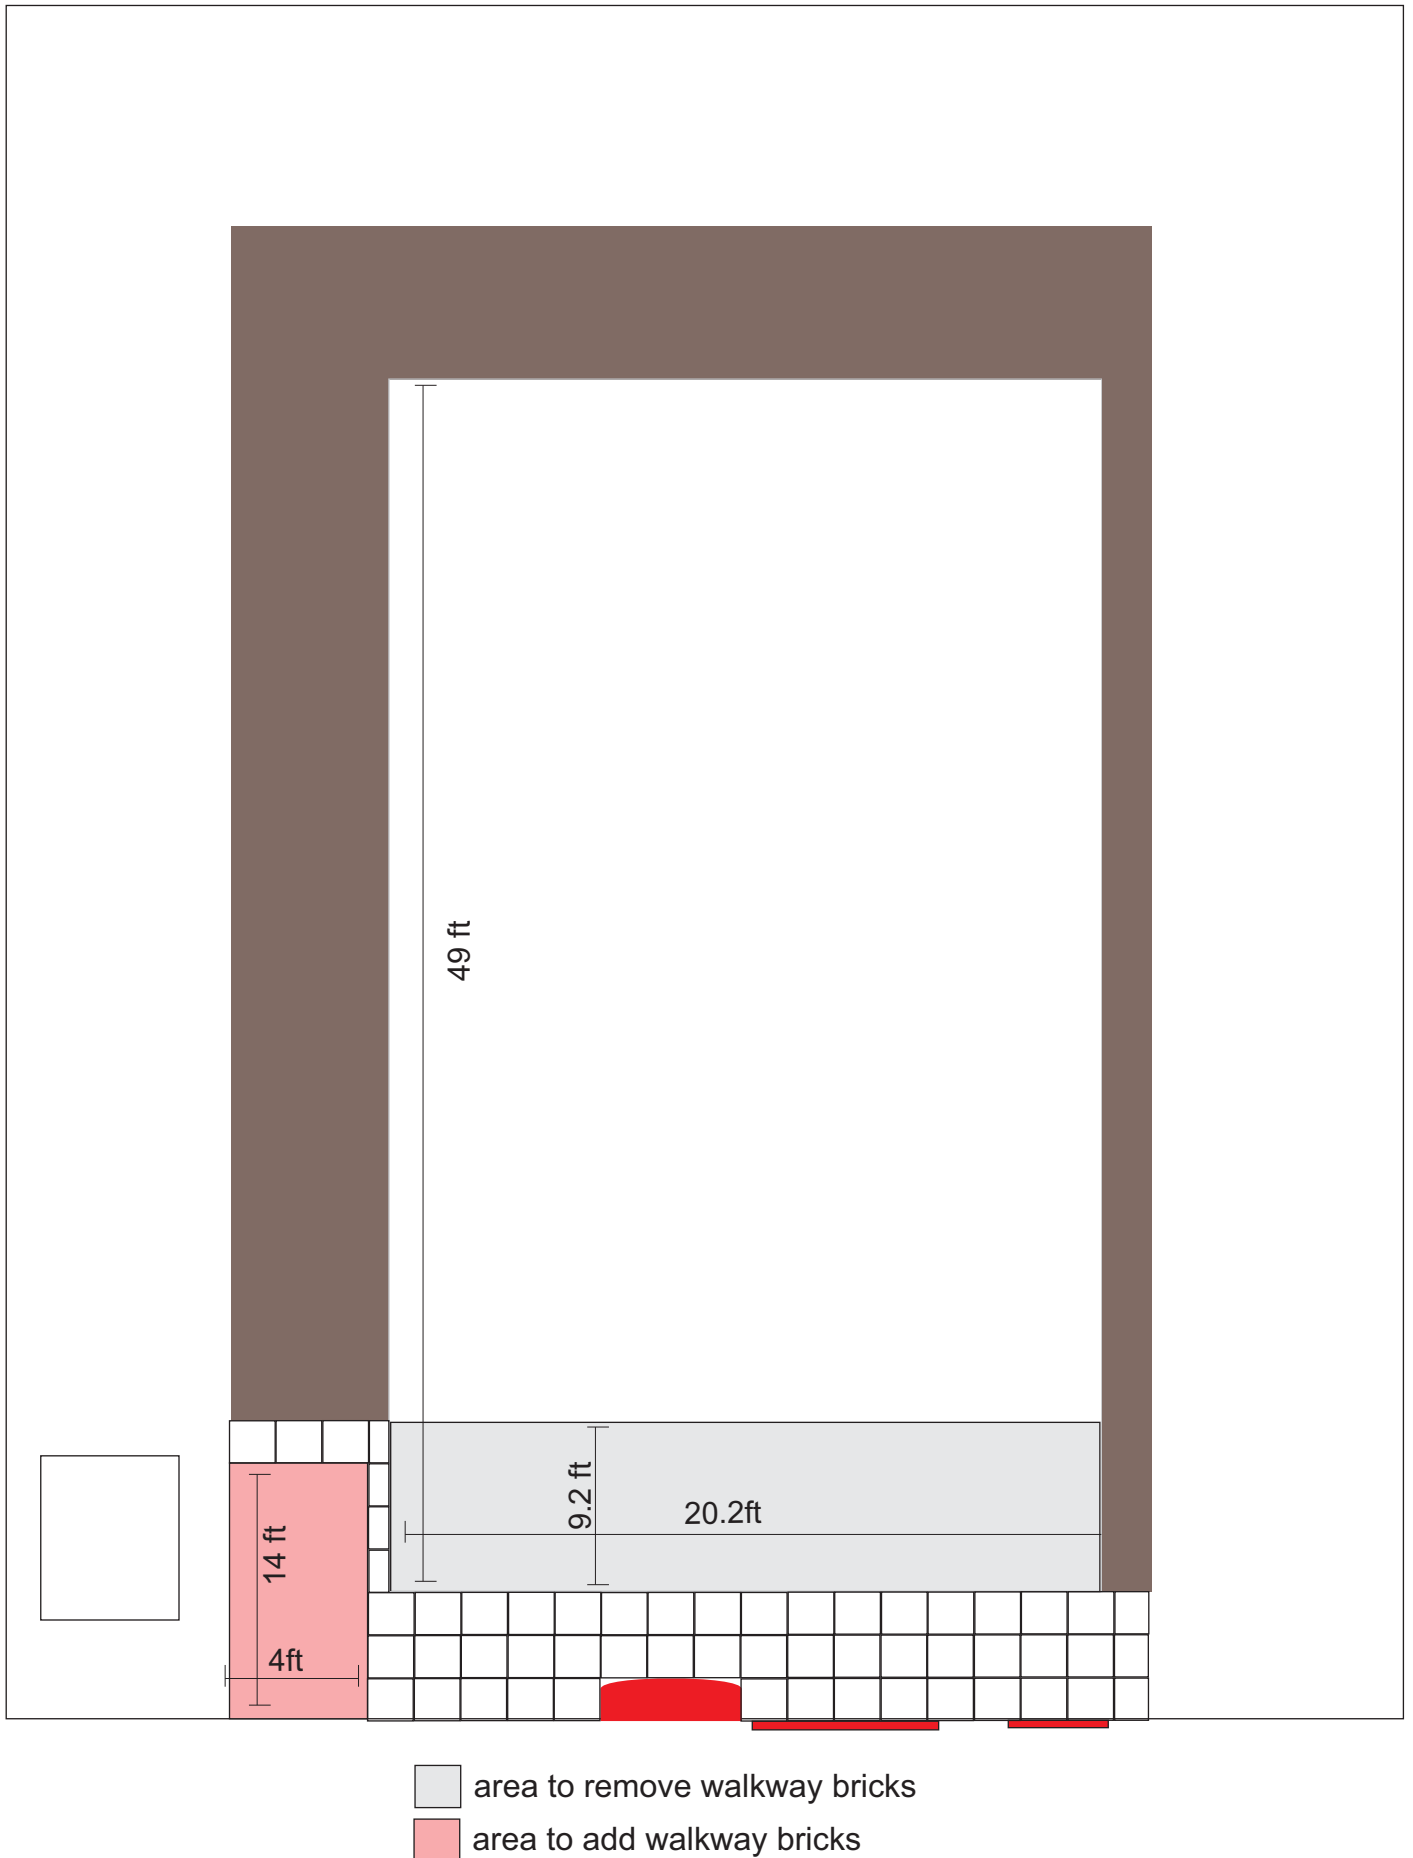 49 ft
9.2 ft
20.2ft
14 ft
4ft
area to remove walkway bricks
area to add walkway bricks